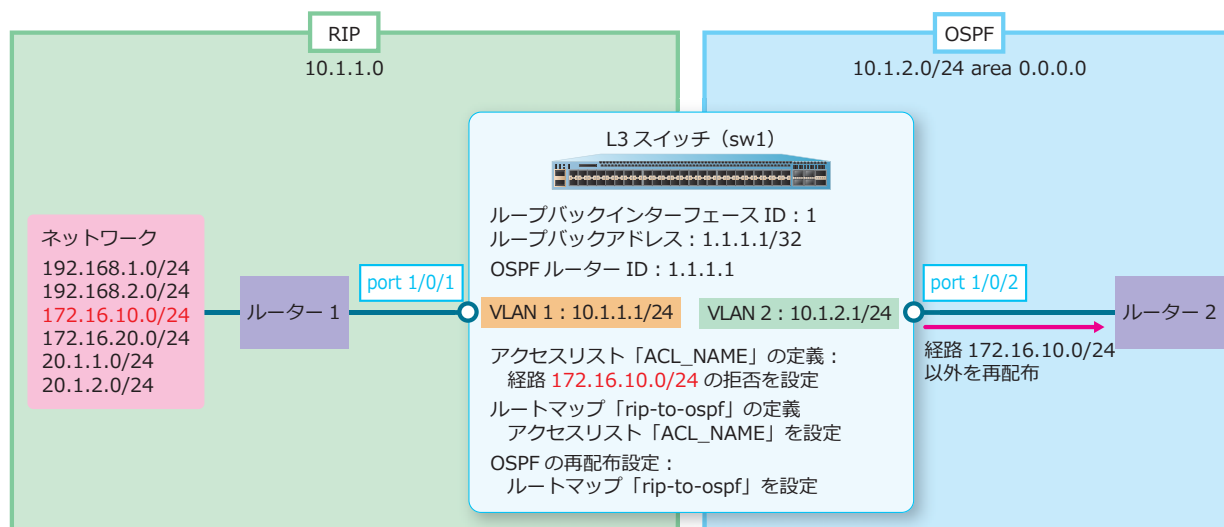 RIP
10.1.1.0
OSPF
10.1.2.0/24 area 0.0.0.0
L3 スイッチ（sw1）
ループバックインターフェース ID：1
ループバックアドレス：1.1.1.1/32
OSPF ルーター ID：1.1.1.1
ネットワーク
192.168.1.0/24
192.168.2.0/24
172.16.10.0/24
172.16.20.0/24
20.1.1.0/24
20.1.2.0/24
ルーター 1
port 1/0/1
VLAN 1：10.1.1.1/24
VLAN 2：10.1.2.1/24
port 1/0/2
ルーター 2
経路 172.16.10.0/24
以外を再配布
アクセスリスト「ACL_NAME」の定義：
経路 172.16.10.0/24 の拒否を設定
ルートマップ「rip-to-ospf」の定義
アクセスリスト「ACL_NAME」を設定
OSPF の再配布設定：
ルートマップ「rip-to-ospf」を設定